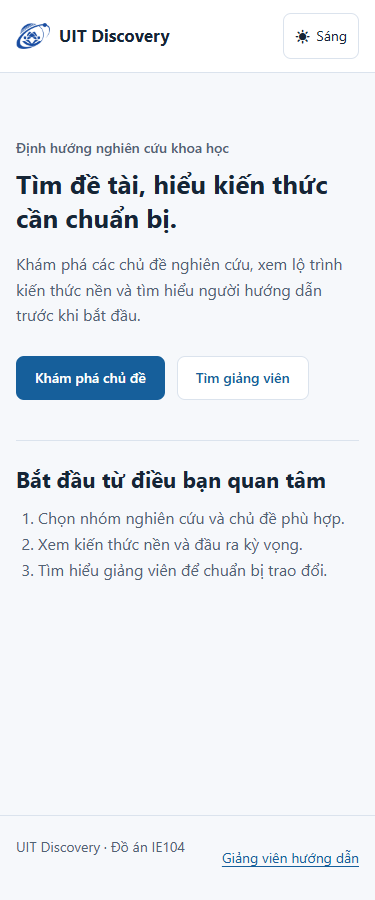 UIT Discovery
Sáng
Định hướng nghiên cứu khoa học
Tìm đề tài, hiểu kiến thức
cần chuẩn bị.
Khám phá các chủ đề nghiên cứu, xem lộ trình
kiến thức nền và tìm hiểu người hướng dẫn
trước khi bắt đầu.
Khám phá chủ đề
Tìm giảng viên
Bắt đầu từ điều bạn quan tâm
1. Chọn nhóm nghiên cứu và chủ đề phù hợp.
2. Xem kiến thức nền và đầu ra kỳ vọng.
3. Tìm hiểu giảng viên để chuẩn bị trao đổi.
UIT Discovery · Đồ án IE104
Giảng viên hướng dẫn